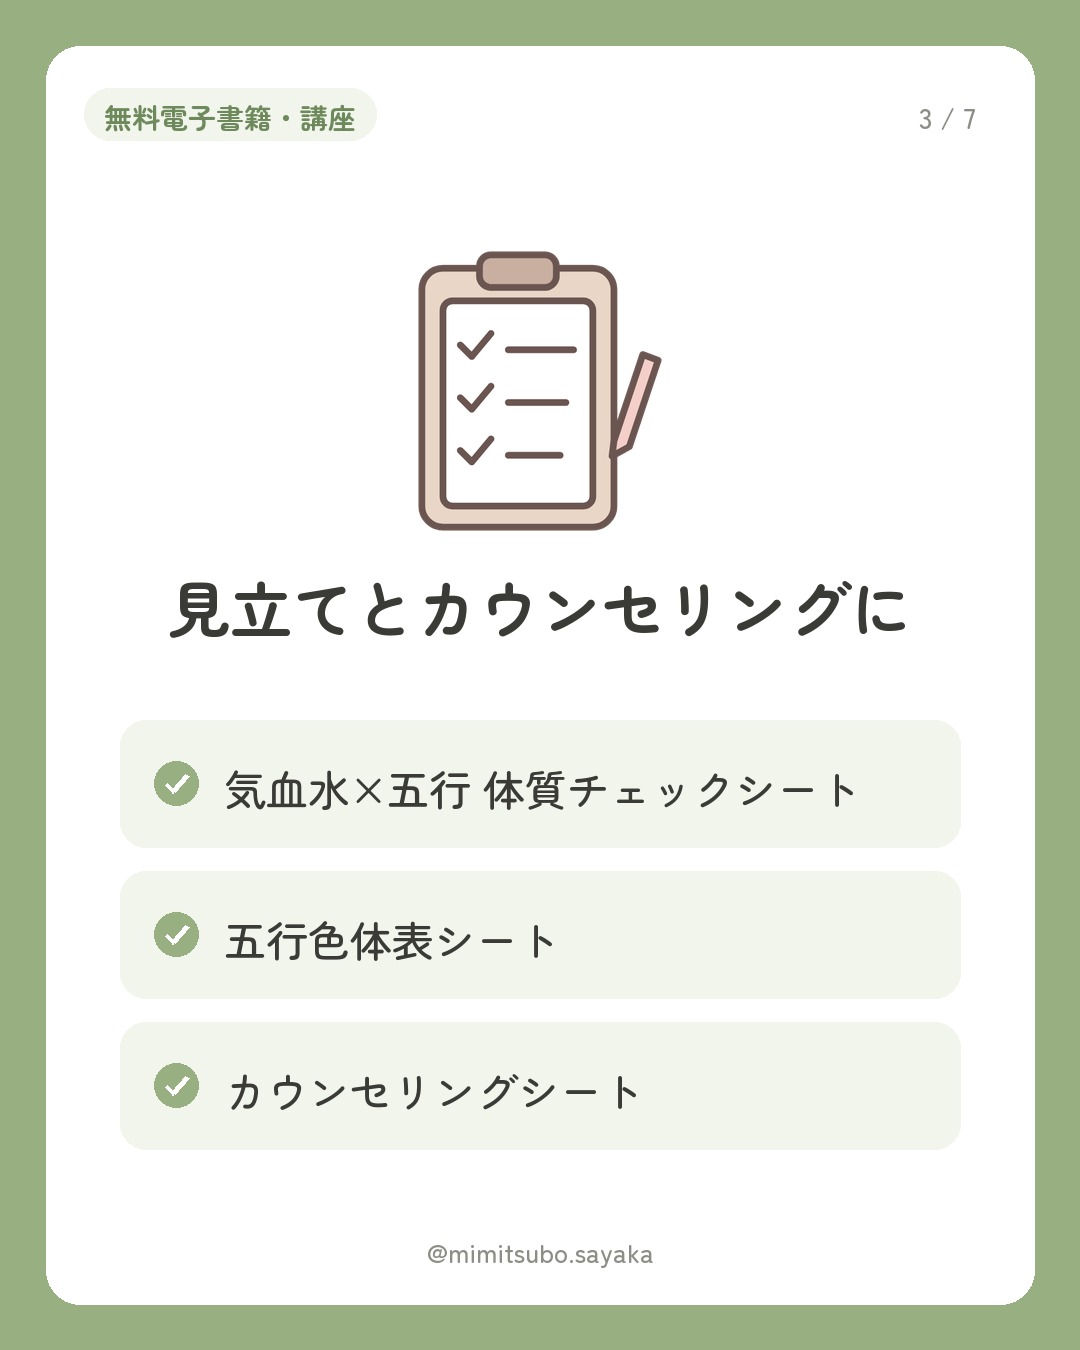 無料電子書籍・講座
3 / 7
見立てとカウンセリングに
気血水×五行 体質チェックシート
五行色体表シート
カウンセリングシート
@mimitsubo.sayaka